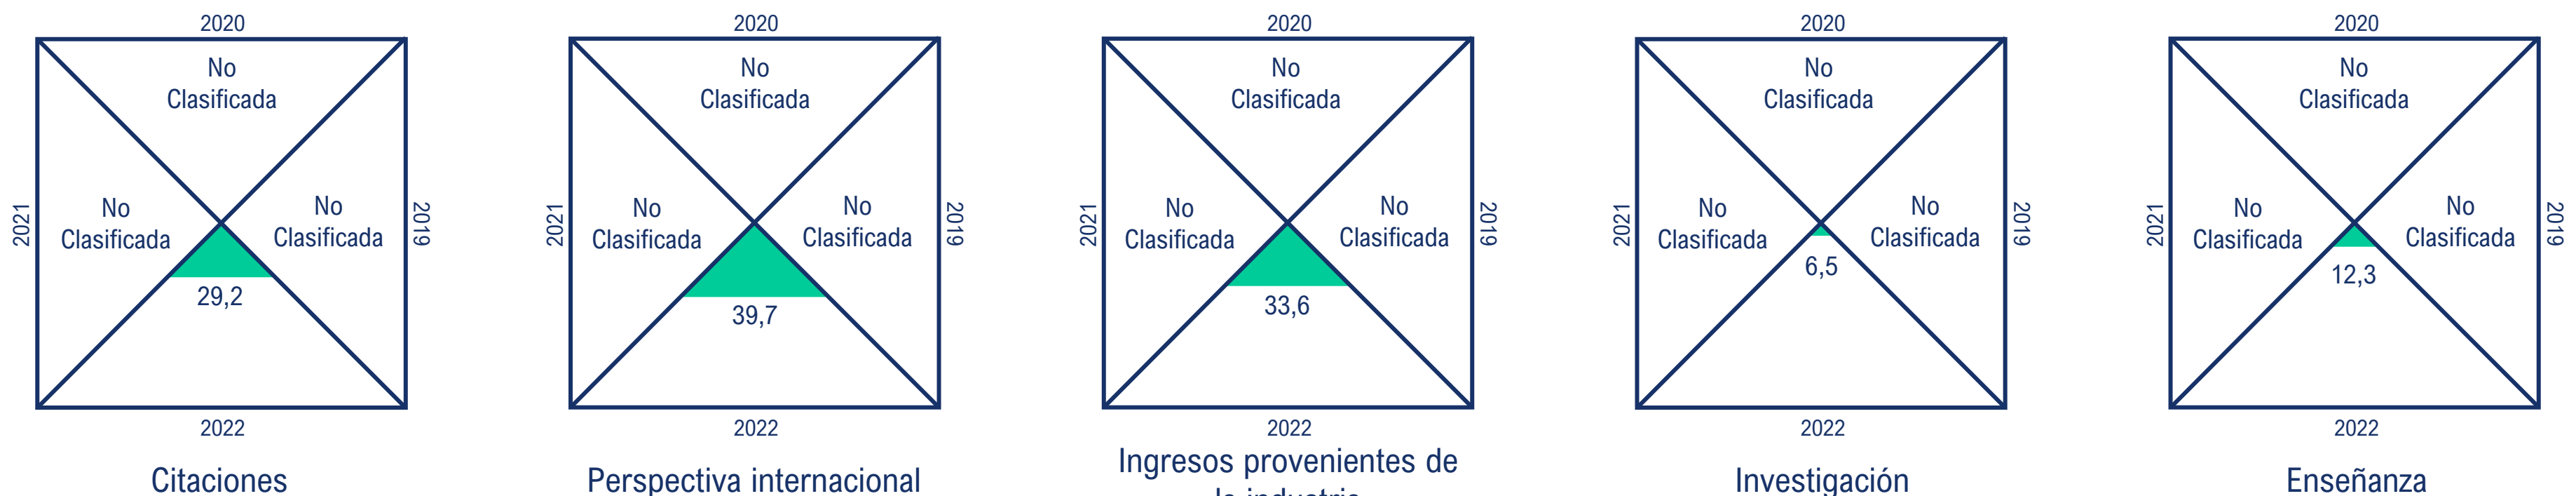 2020
No
Clasificada
2021
No
Clasificada
No
Clasificada
2019
29,2
2022
Citaciones
2020
No
Clasificada
2021
No
Clasificada
No
Clasificada
2019
39,7
2022
Perspectiva internacional
2020
No
Clasificada
2021
No
Clasificada
No
Clasificada
2019
33,6
2022
Ingresos provenientes de
la industria
2020
No
Clasificada
2021
No
Clasificada
No
Clasificada
2019
6,5
2022
Investigación
2020
No
Clasificada
2021
No
Clasificada
No
Clasificada
2019
12,3
2022
Enseñanza